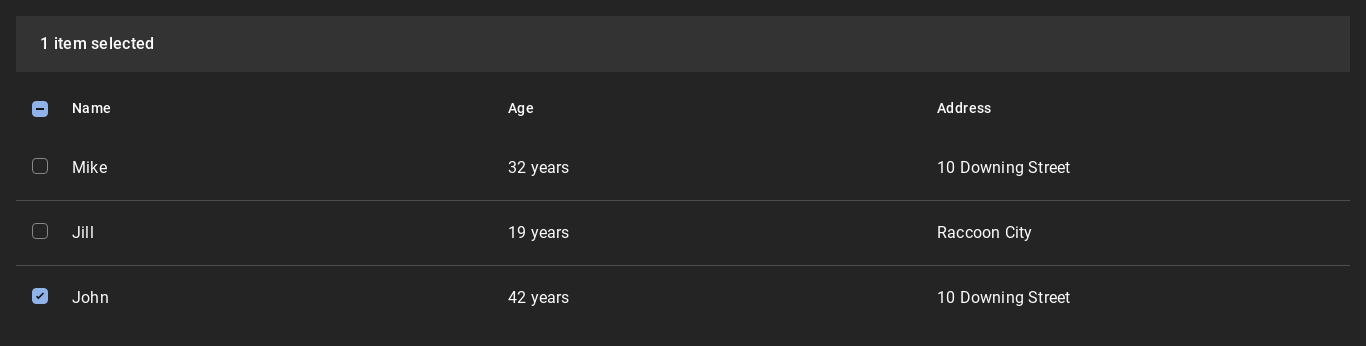 1 item selected
Name Age Address
Mike 32 years 10 Downing Street
Jill 19 years Raccoon City
John 42 years 10 Downing Street